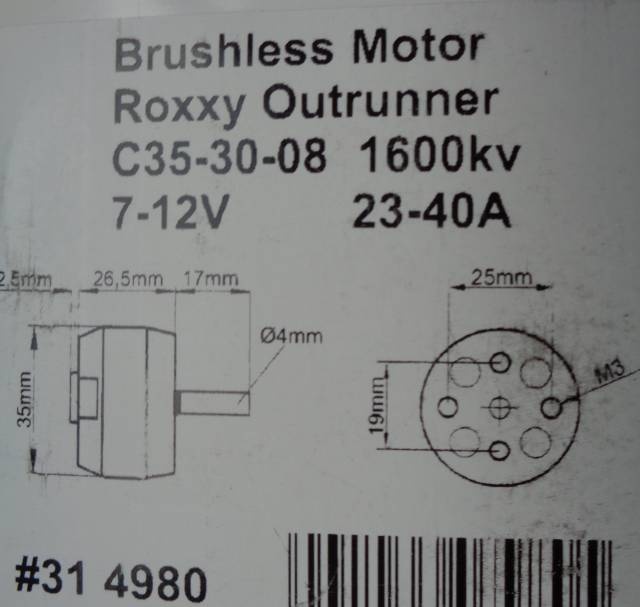 Brushless Motor
Roxxy Outrunner
C35-30-08 1600kv
7-12V 23-40A
2,5mm 26,5mm 17mm 25mm
Ø4mm
M3
35mm
19mm
#31 4980